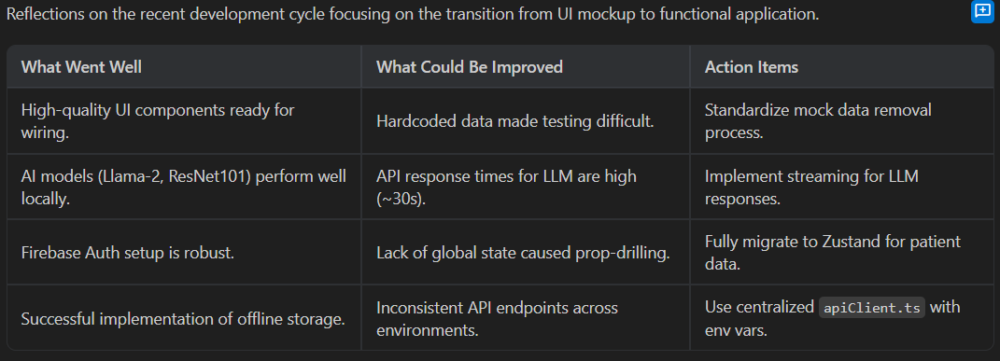 Reflections on the recent development cycle focusing on the transition from UI mockup to functional application.
What Went Well
What Could Be Improved
Action Items
High-quality UI components ready for
wiring.
Hardcoded data made testing difficult.
Standardize mock data removal
process.
AI models (Llama-2, ResNet101) perform well
locally.
API response times for LLM are high
(~30s).
Implement streaming for LLM
responses.
Firebase Auth setup is robust.
Lack of global state caused prop-drilling.
Fully migrate to Zustand for patient
data.
Successful implementation of offline storage.
Inconsistent API endpoints across
environments.
Use centralized apiClient.ts with
env vars.